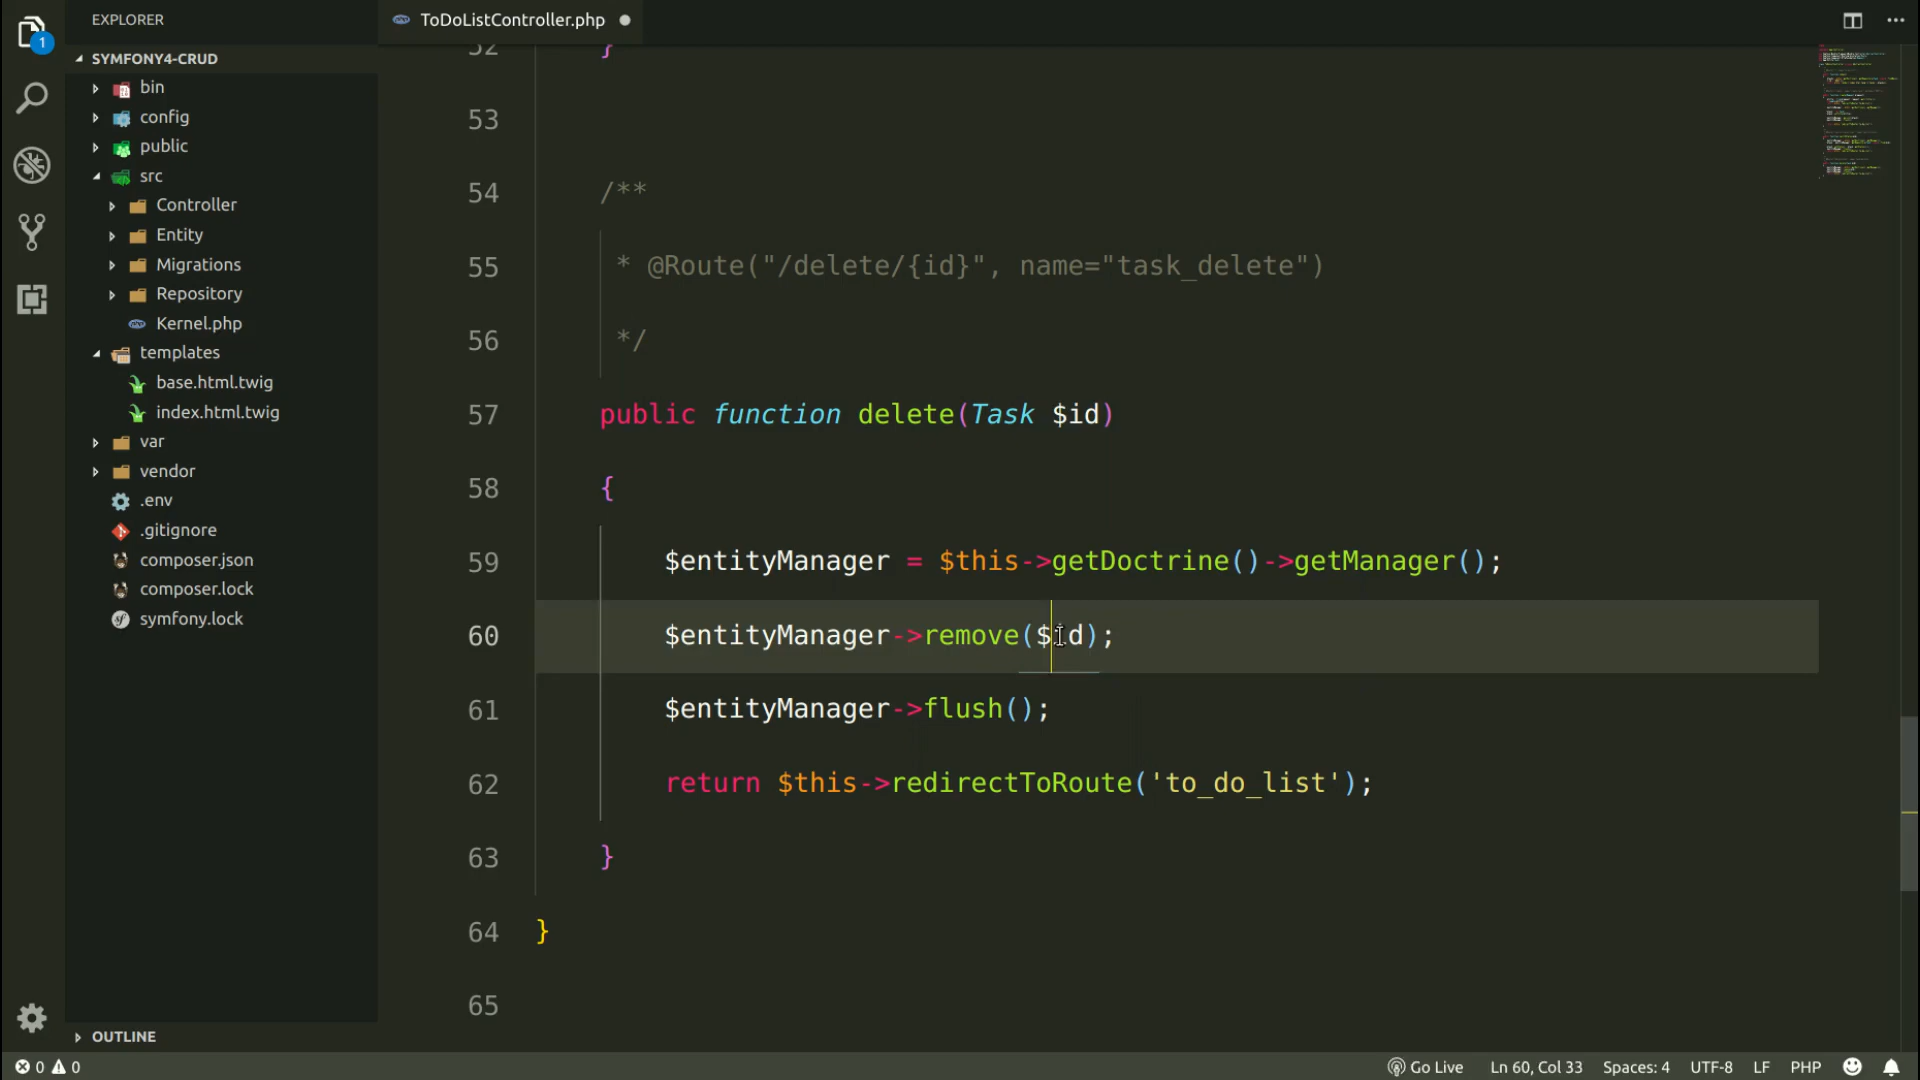 EXPLORER
ToDoListController.php
1
SYMFONY4-CRUD
bin
config
public
src
Controller
Entity
Migrations
Repository
Kernel.php
templates
base.html.twig
index.html.twig
var
vendor
.env
.gitignore
composer.json
composer.lock
symfony.lock
OUTLINE
52 }
53
54 /**
55 * @Route("/delete/{id}", name="task_delete")
56 */
57 public function delete(Task $id)
58 {
59 $entityManager = $this->getDoctrine()->getManager();
60 $entityManager->remove($id);
61 $entityManager->flush();
62 return $this->redirectToRoute('to_do_list');
63 }
64 }
65
0 0
Go Live Ln 60, Col 33 Spaces: 4 UTF-8 LF PHP